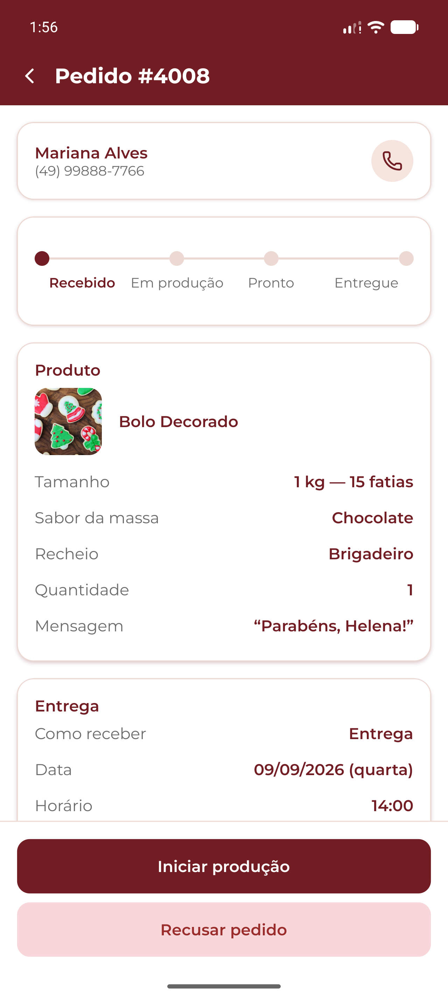 1:56
Pedido #4008
Mariana Alves
(49) 99888-7766
Recebido Em produção Pronto Entregue
Produto
Bolo Decorado
Tamanho 1 kg — 15 fatias
Sabor da massa Chocolate
Recheio Brigadeiro
Quantidade 1
Mensagem “Parabéns, Helena!”
Entrega
Como receber Entrega
Data 09/09/2026 (quarta)
Horário 14:00
Iniciar produção
Recusar pedido